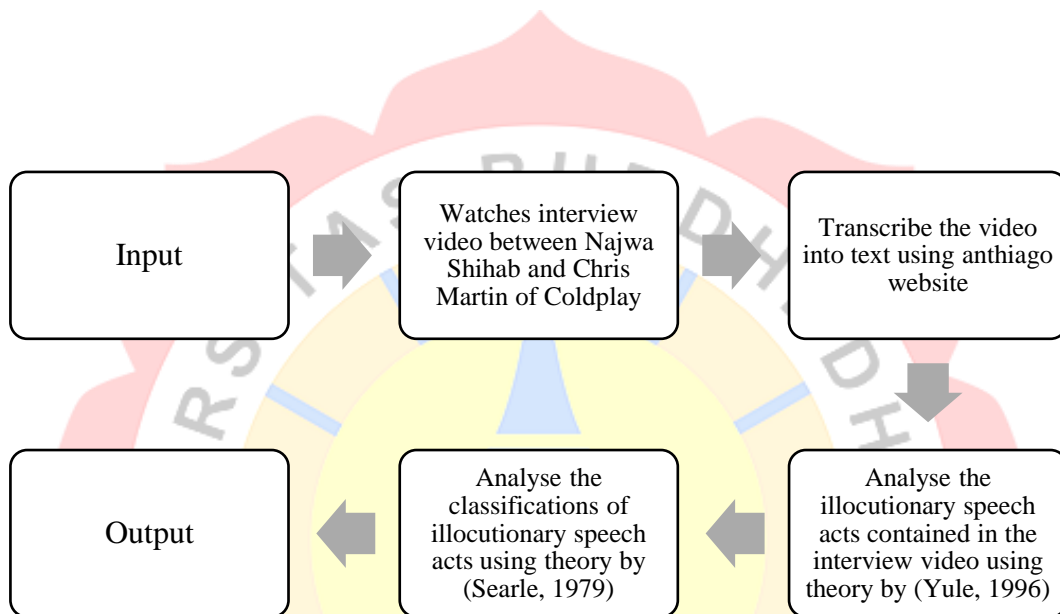 Input
Watches interview
video between Najwa
Shihab and Chris
Martin of Coldplay
Transcribe the video
into text using anthiago
website
Analyse the
illocutionary speech
acts contained in the
interview video using
theory by (Yule, 1996)
Analyse the
classifications of
illocutionary speech
acts using theory by
(Searle, 1979)
Output